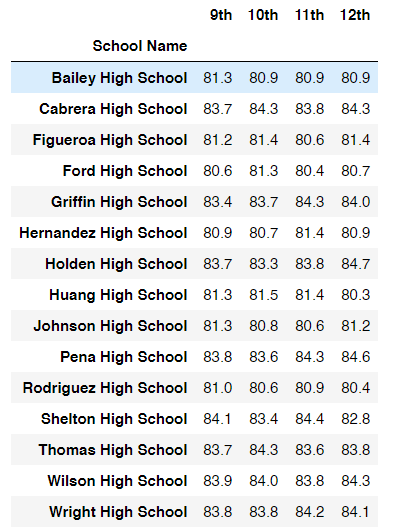 9th 10th 11th 12th
School Name
Bailey High School 81.3 80.9 80.9 80.9
Cabrera High School 83.7 84.3 83.8 84.3
Figueroa High School 81.2 81.4 80.6 81.4
Ford High School 80.6 81.3 80.4 80.7
Griffin High School 83.4 83.7 84.3 84.0
Hernandez High School 80.9 80.7 81.4 80.9
Holden High School 83.7 83.3 83.8 84.7
Huang High School 81.3 81.5 81.4 80.3
Johnson High School 81.3 80.8 80.6 81.2
Pena High School 83.8 83.6 84.3 84.6
Rodriguez High School 81.0 80.6 80.9 80.4
Shelton High School 84.1 83.4 84.4 82.8
Thomas High School 83.7 84.3 83.6 83.8
Wilson High School 83.9 84.0 83.8 84.3
Wright High School 83.8 83.8 84.2 84.1